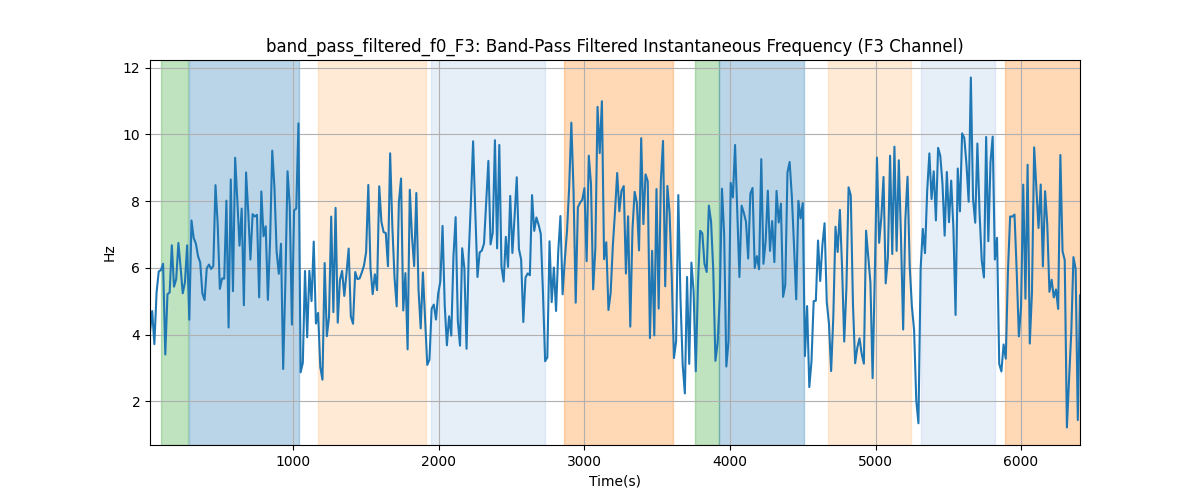 band_pass_filtered_f0_F3: Band-Pass Filtered Instantaneous Frequency (F3 Channel)
12
10
8
6
4
2
Hz
1000 2000 3000 4000 5000 6000
Time(s)